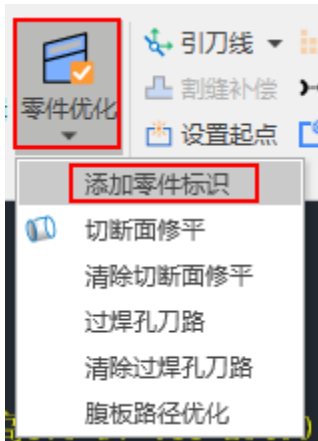 零件优化
引刀线
割缝补偿
设置起点
添加零件标识
切断面修平
清除切断面修平
过焊孔刀路
清除过焊孔刀路
腹板路径优化